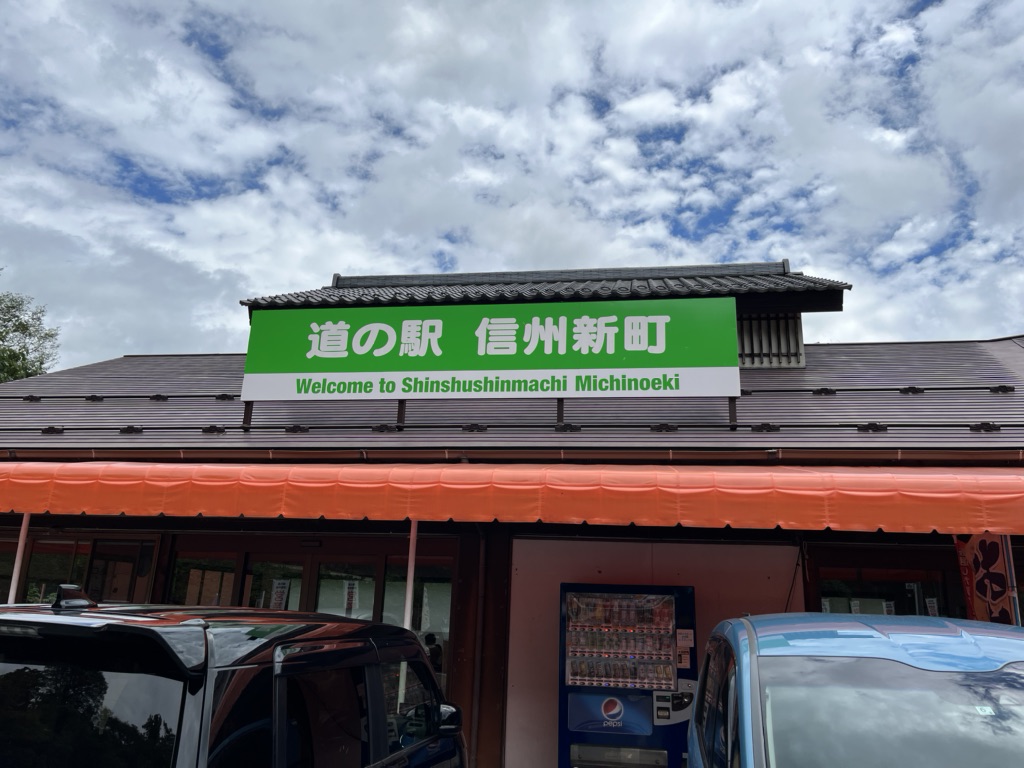 道の駅 信州新町
Welcome to Shinshushinmachi Michinoeki
pepsi